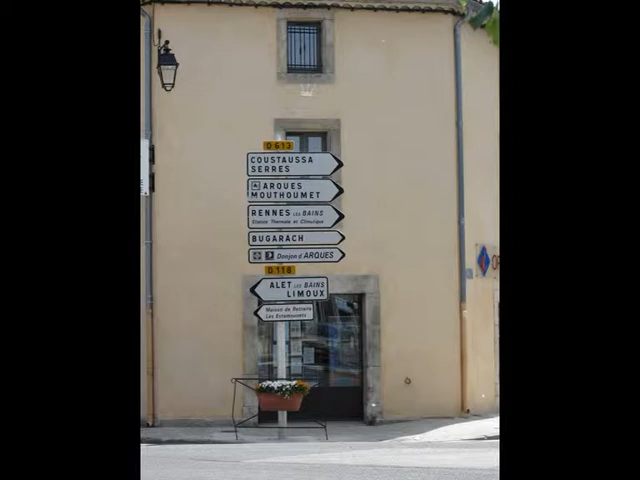 D 613
COUSTAUSSA
SERRES
ARQUES
MOUTHOUMET
RENNES LES BAINS
Station Thermale et Climatique
BUGARACH
Donjon d'ARQUES
D 118
ALET LES BAINS
LIMOUX
Maison de Retraite
Les Estamounets